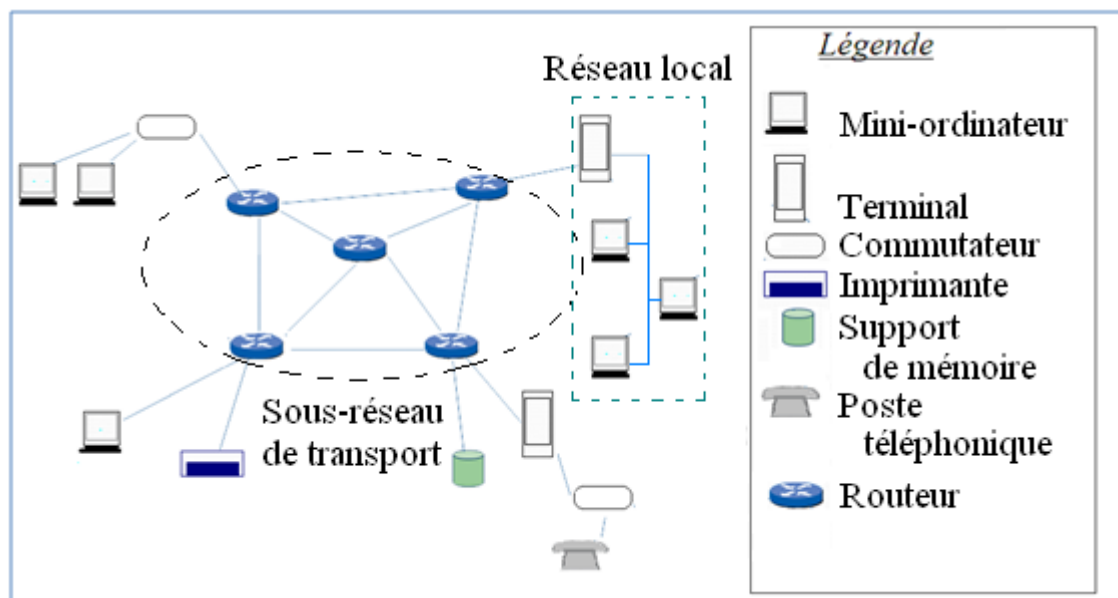 Réseau local
Sous-réseau
de transport
Légende
Mini-ordinateur
Terminal
Commutateur
Imprimante
Support
de mémoire
Poste
téléphonique
Routeur